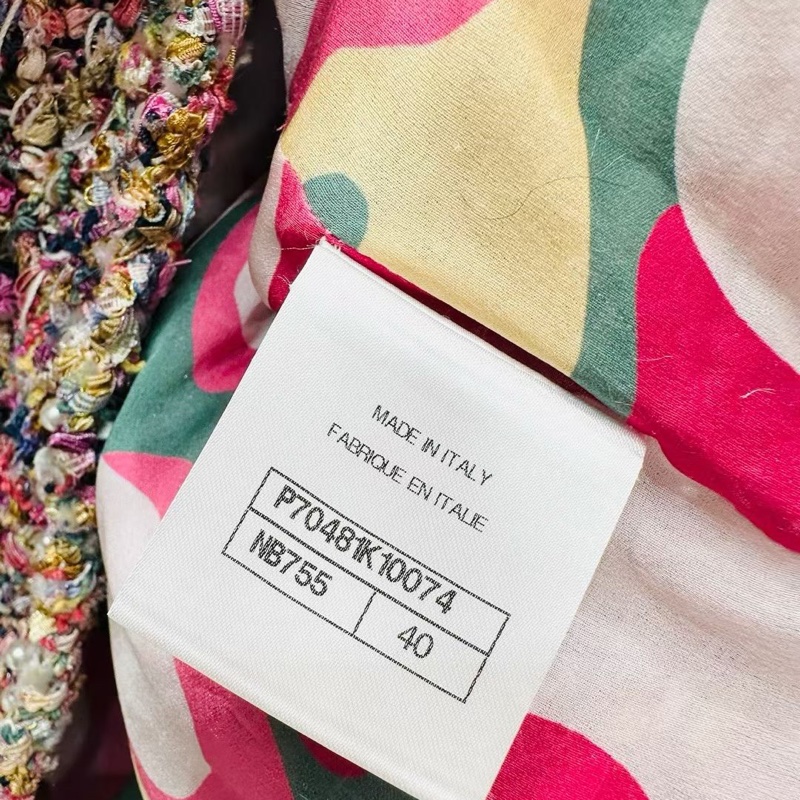 MADE IN ITALY
FABRIQUE EN ITALIE
P70481K10074
NB755 40